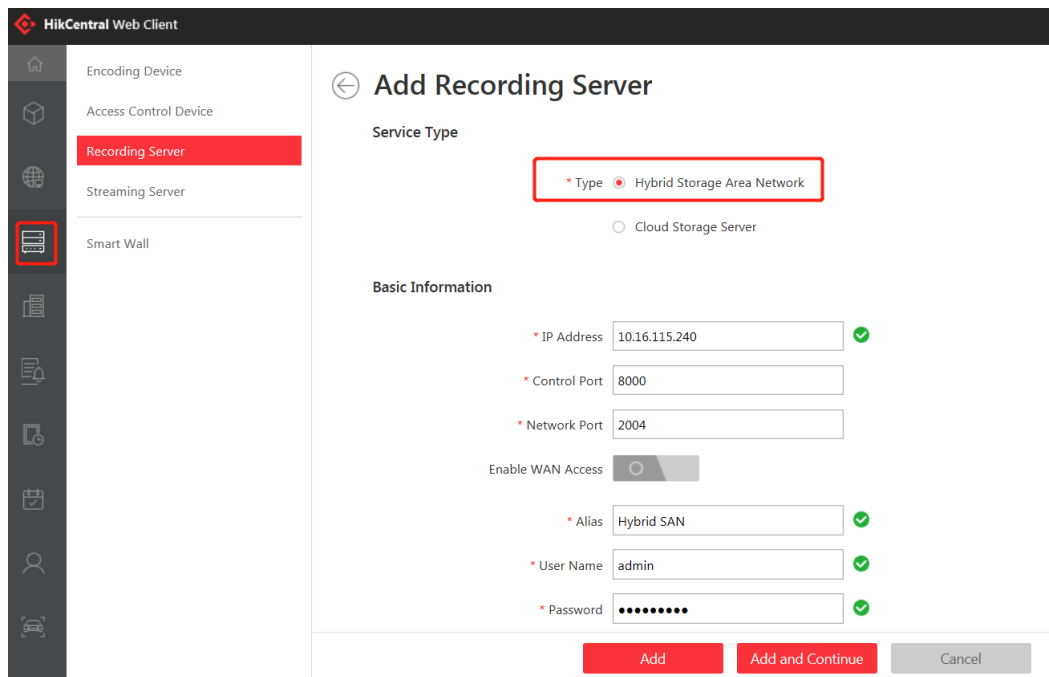 HikCentral Web Client
Encoding Device
Access Control Device
Recording Server
Streaming Server
Smart Wall
Add Recording Server
Service Type
* Type Hybrid Storage Area Network
Cloud Storage Server
Basic Information
* IP Address 10.16.115.240
* Control Port 8000
* Network Port 2004
Enable WAN Access
* Alias Hybrid SAN
* User Name admin
* Password ●●●●●●●●●
Add Add and Continue Cancel